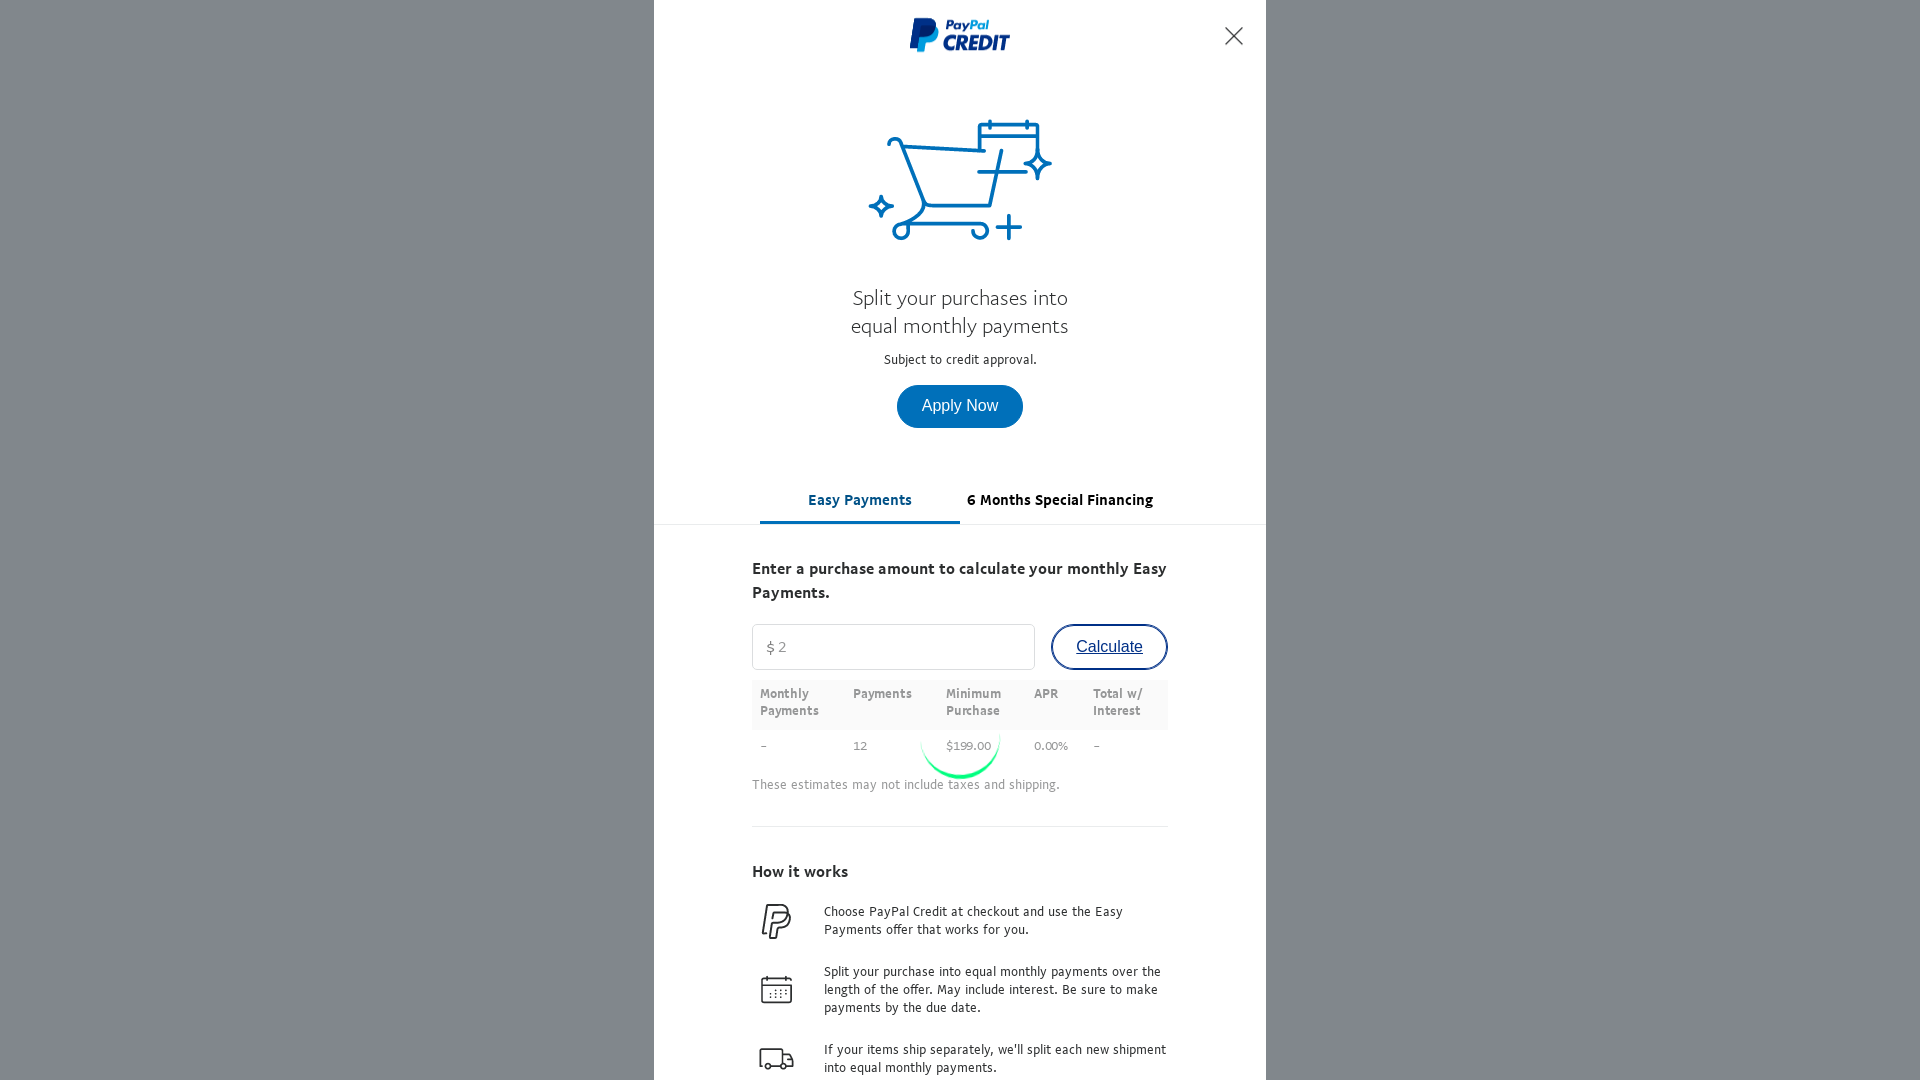 PayPal
CREDIT
Split your purchases into
equal monthly payments
Subject to credit approval.
Apply Now
Easy Payments
6 Months Special Financing
Enter a purchase amount to calculate your monthly Easy
Payments.
$ 2
Calculate
Monthly Payments
Payments
Minimum Purchase
APR
Total w/ Interest
- 12 $199.00 0.00% -
These estimates may not include taxes and shipping.
How it works
Choose PayPal Credit at checkout and use the Easy
Payments offer that works for you.
Split your purchase into equal monthly payments over the
length of the offer. May include interest. Be sure to make
payments by the due date.
If your items ship separately, we'll split each new shipment
into equal monthly payments.